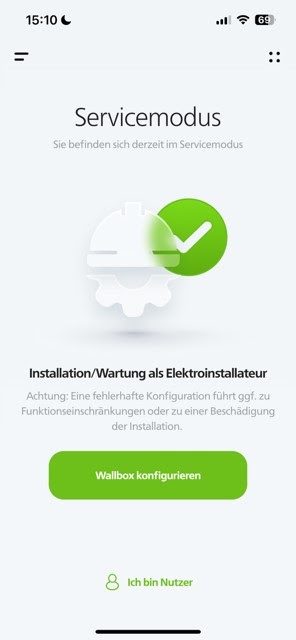 15:10
69
Servicemodus
Sie befinden sich derzeit im Servicemodus
Installation/Wartung als Elektroinstallateur
Achtung: Eine fehlerhafte Konfiguration führt ggf. zu
Funktionseinschränkungen oder zu einer Beschädigung
der Installation.
Wallbox konfigurieren
Ich bin Nutzer